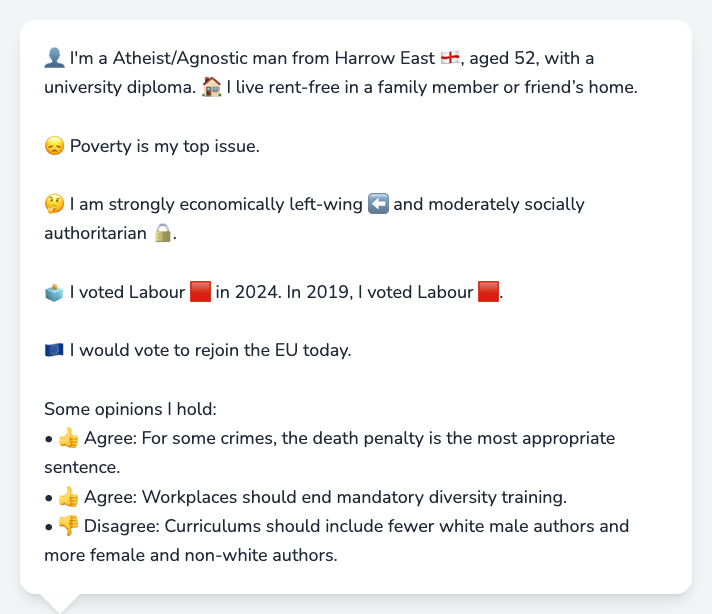 👤 I'm a Atheist/Agnostic man from Harrow East 🏴󠁧󠁢󠁥󠁮󠁧󠁿, aged 52, with a
university diploma. 🏠 I live rent-free in a family member or friend’s home.
😞 Poverty is my top issue.
🤔 I am strongly economically left-wing ⬅️ and moderately socially
authoritarian 🔒.
🗳️ I voted Labour 🟥 in 2024. In 2019, I voted Labour 🟥.
🇪🇺 I would vote to rejoin the EU today.
Some opinions I hold:
• 👍 Agree: For some crimes, the death penalty is the most appropriate
sentence.
• 👍 Agree: Workplaces should end mandatory diversity training.
• 👎 Disagree: Curriculums should include fewer white male authors and
more female and non-white authors.